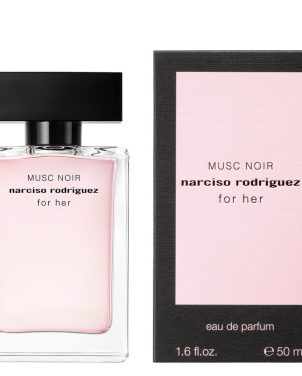 MUSC NOIR
narciso rodriguez
for her
MUSC NOIR
narciso rodriguez
for her
eau de parfum
1.6 fl.oz. ℮ 50 m